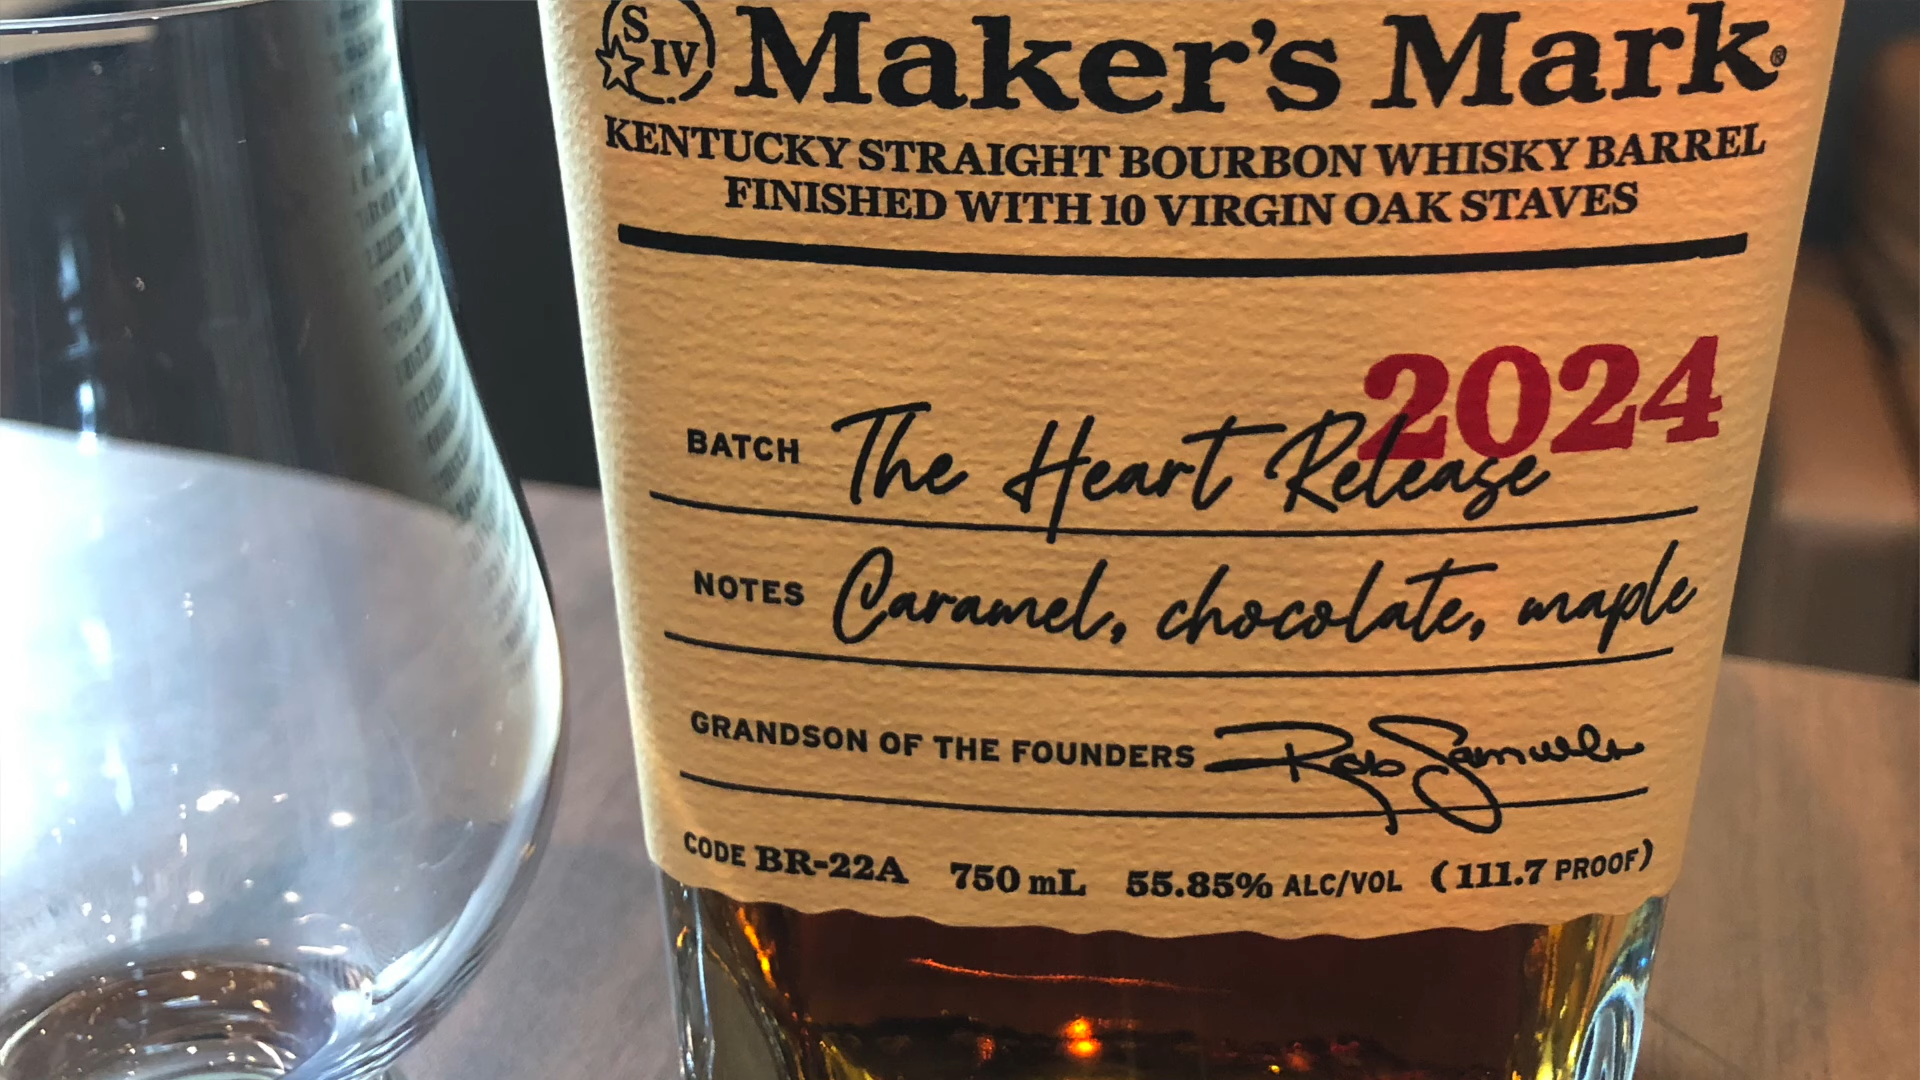 S IV Maker's Mark®
KENTUCKY STRAIGHT BOURBON WHISKY BARREL
FINISHED WITH 10 VIRGIN OAK STAVES
2024
BATCH The Heart Release
NOTES Caramel, chocolate, maple
GRANDSON OF THE FOUNDERS Rob Samuels
CODE BR-22A 750 mL 55.85% ALC/VOL (111.7 PROOF)